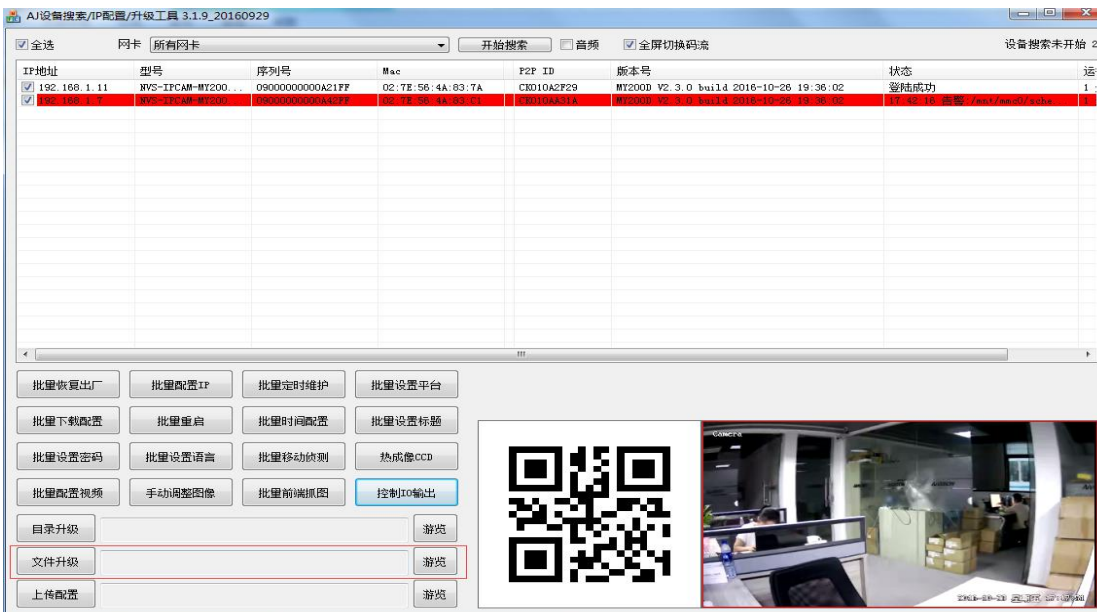 AJ设备搜索/IP配置/升级工具 3.1.9_20160929
全选 网卡 所有网卡 开始搜索 音频 全屏切换码流 设备搜索未开始 2
IP地址 型号 序列号 Mac P2P ID 版本号 状态 运
192.168.1.11 NVS-IPCAM-MY200... 09000000000A21FF 02:7E:56:4A:83:7A CK010A2F29 MY200D V2.3.0 build 2016-10-26 19:36:02 登陆成功 1
192.168.1.7 NVS-IPCAM-MY200... 09000000000A42FF 02:7E:56:4A:83:C1 CK010AA31A MY200D V2.3.0 build 2016-10-26 19:36:02 17:42:16 告警:/mnt/mmc0/sche... 1
批量恢复出厂 批量配置IP 批量定时维护 批量设置平台
批量下载配置 批量重启 批量时间配置 批量设置标题
批量设置密码 批量设置语言 批量移动侦测 热成像CCD
批量配置视频 手动调整图像 批量前端抓图 控制IO输出
目录升级 游览
文件升级 游览
上传配置 游览
Camera